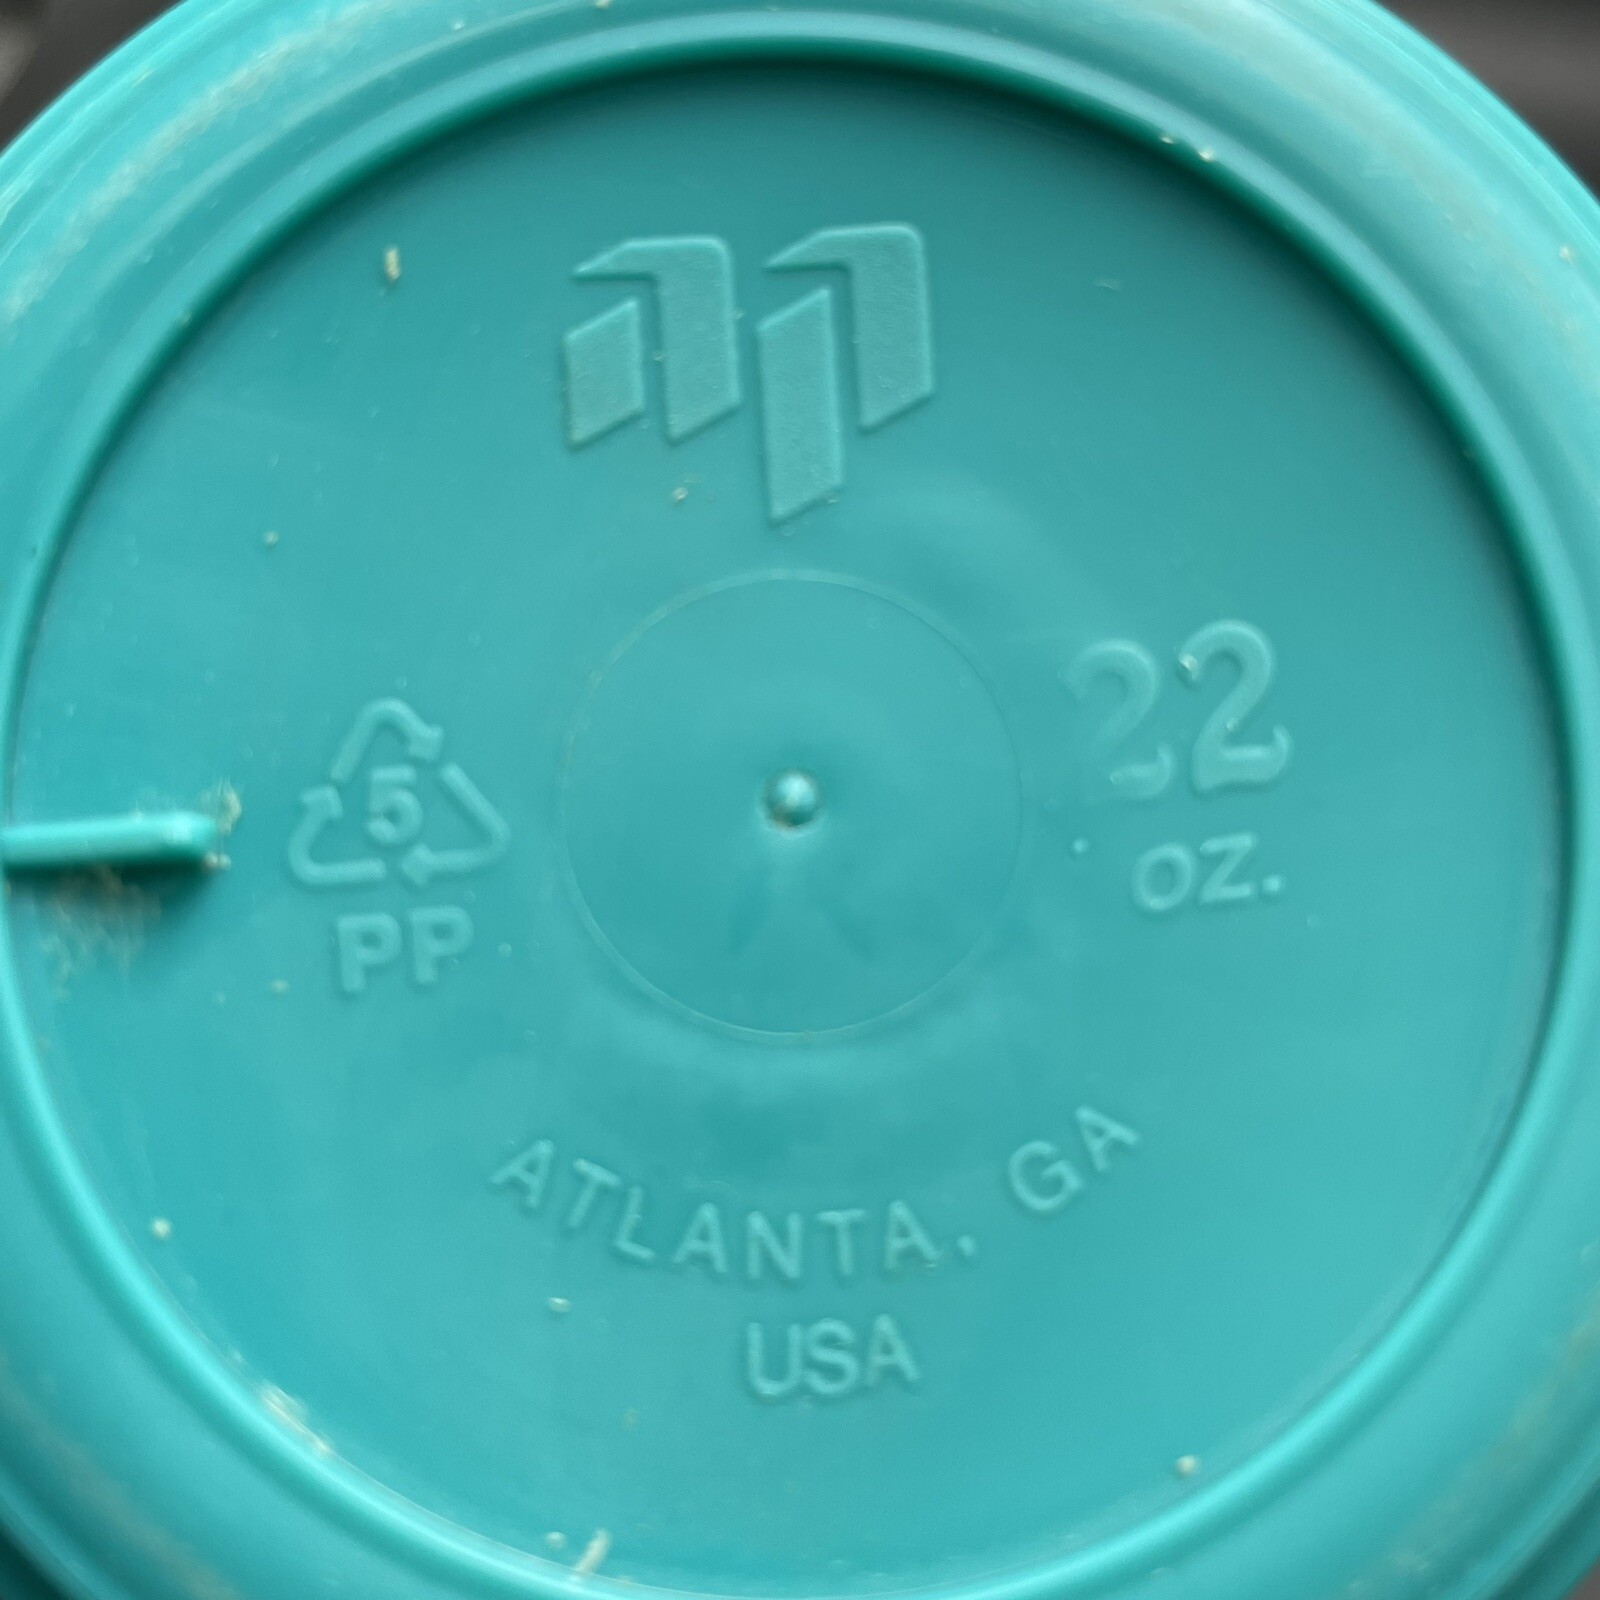 22
OZ.
5
PP
ATLANTA, GA
USA